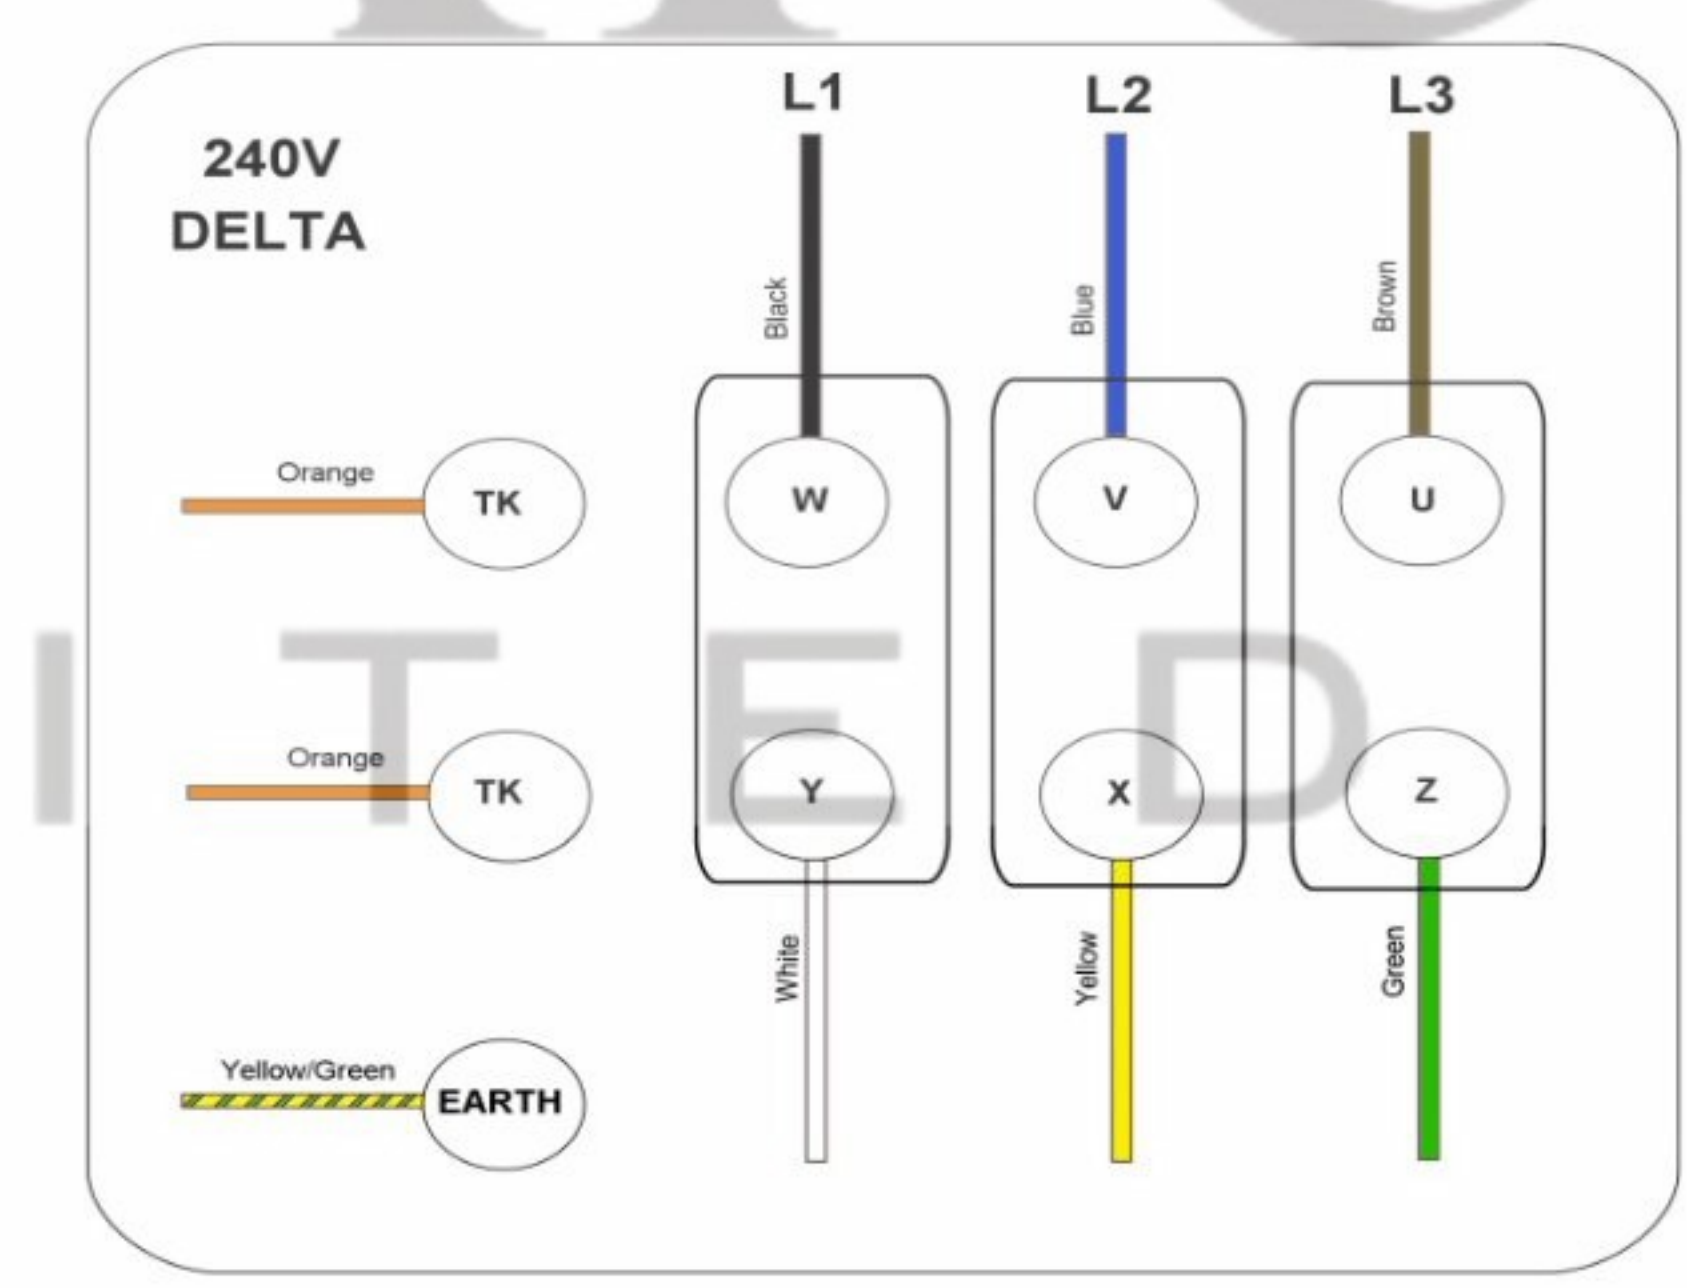 L1
L2
L3
240V
DELTA
Black
Blue
Brown
Orange
TK
W
V
U
Orange
TK
Y
X
Z
White
Yellow
Green
Yellow/Green
EARTH
I T E D